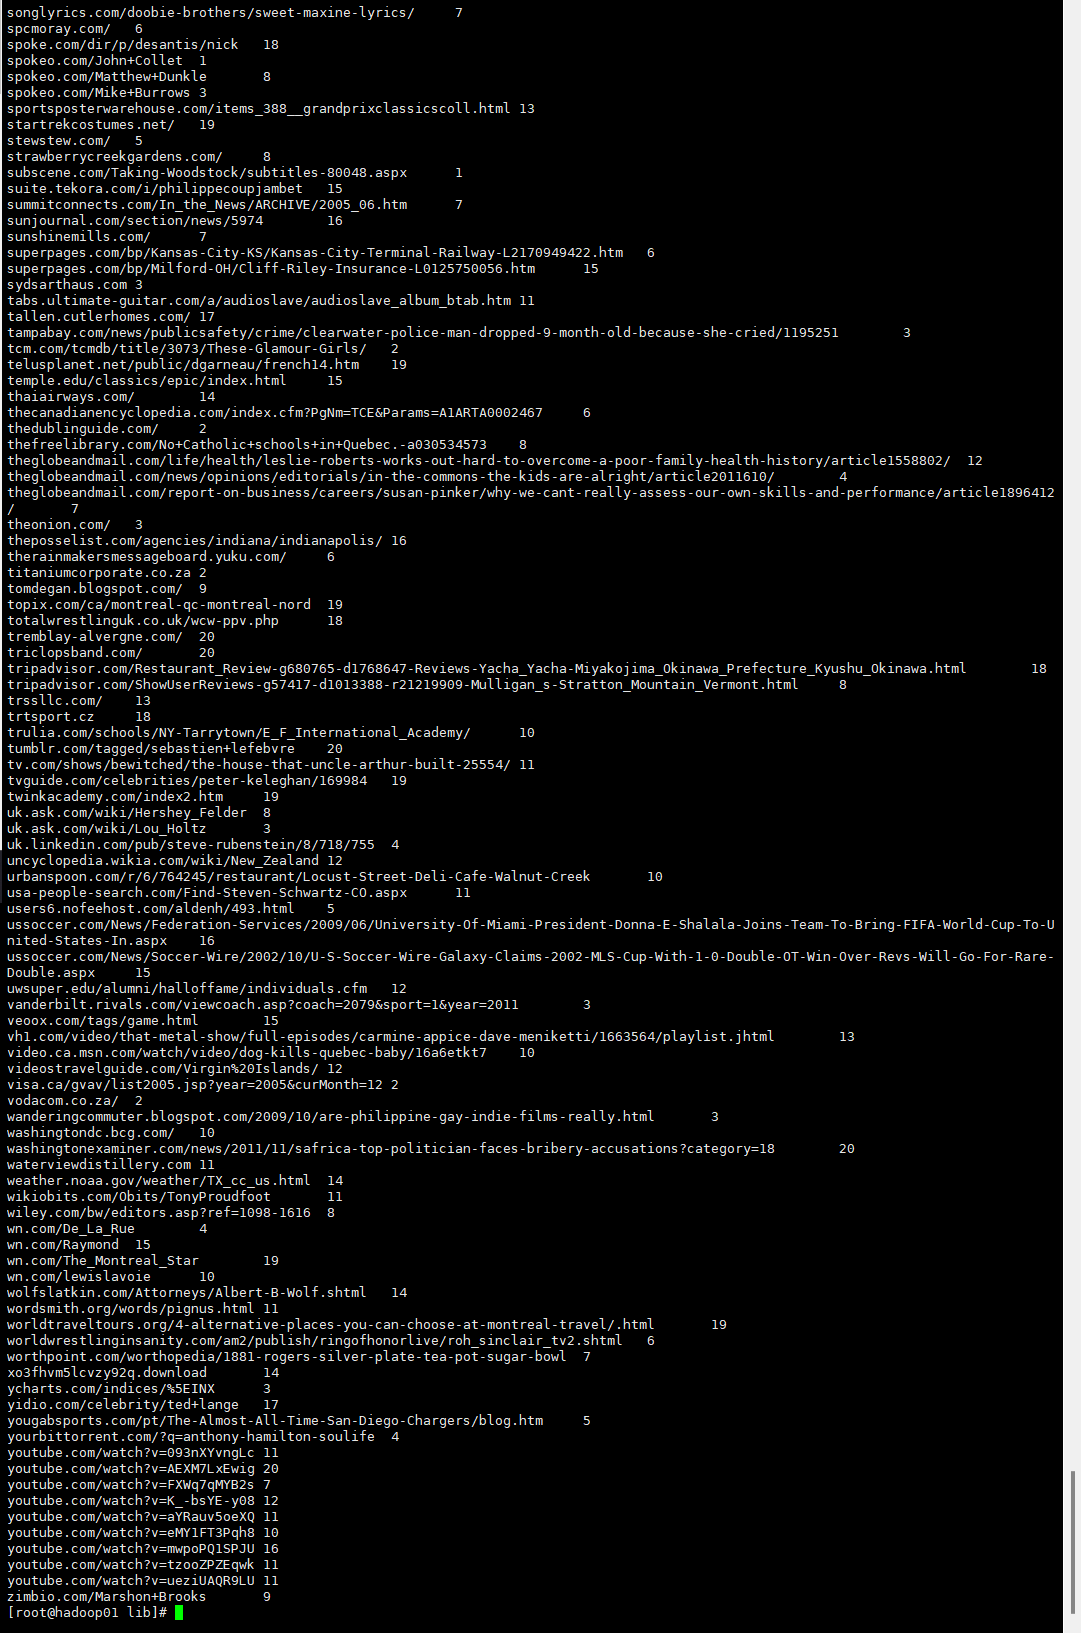 songlyrics.com/doobie-brothers/sweet-maxine-lyrics/	7
spcmoray.com/	6
spoke.com/dir/p/desantis/nick	18
spokeo.com/John+Collet	1
spokeo.com/Matthew+Dunkle	8
spokeo.com/Mike+Burrows	3
sportsposterwarehouse.com/items_388__grandprixclassicscoll.html	13
startrekcostumes.net/	19
stewstew.com/	5
strawberrycreekgardens.com/	8
subscene.com/Taking-Woodstock/subtitles-80048.aspx	1
suite.tekora.com/i/philippecoupjambet	15
summitconnects.com/In_the_News/ARCHIVE/2005_06.htm	7
sunjournal.com/section/news/5974	16
sunshinemills.com/	7
superpages.com/bp/Kansas-City-KS/Kansas-City-Terminal-Railway-L2170949422.htm	6
superpages.com/bp/Milford-OH/Cliff-Riley-Insurance-L0125750056.htm	15
sydsarthaus.com	3
tabs.ultimate-guitar.com/a/audioslave/audioslave_album_btab.htm	11
tallen.cutlerhomes.com/	17
tampabay.com/news/publicsafety/crime/clearwater-police-man-dropped-9-month-old-because-she-cried/1195251	3
tcm.com/tcmdb/title/3073/These-Glamour-Girls/	2
telusplanet.net/public/dgarneau/french14.htm	19
temple.edu/classics/epic/index.html	15
thaiairways.com/	14
thecanadianencyclopedia.com/index.cfm?PgNm=TCE&Params=A1ARTA0002467	6
thedublinguide.com/	2
thefreelibrary.com/No+Catholic+schools+in+Quebec.-a030534573	8
theglobeandmail.com/life/health/leslie-roberts-works-out-hard-to-overcome-a-poor-family-health-history/article1558802/	12
theglobeandmail.com/news/opinions/editorials/in-the-commons-the-kids-are-alright/article2011610/	4
theglobeandmail.com/report-on-business/careers/susan-pinker/why-we-cant-really-assess-our-own-skills-and-performance/article1896412
/	7
theonion.com/	3
theposselist.com/agencies/indiana/indianapolis/	16
therainmakersmessageboard.yuku.com/	6
titaniumcorporate.co.za	2
tomdegan.blogspot.com/	9
topix.com/ca/montreal-qc-montreal-nord	19
totalwrestlinguk.co.uk/wcw-ppv.php	18
tremblay-alvergne.com/	20
triclopsband.com/	20
tripadvisor.com/Restaurant_Review-g680765-d1768647-Reviews-Yacha_Yacha-Miyakojima_Okinawa_Prefecture_Kyushu_Okinawa.html	18
tripadvisor.com/ShowUserReviews-g57417-d1013388-r21219909-Mulligan_s-Stratton_Mountain_Vermont.html	8
trssllc.com/	13
trtsport.cz	18
trulia.com/schools/NY-Tarrytown/E_F_International_Academy/	10
tumblr.com/tagged/sebastien+lefebvre	20
tv.com/shows/bewitched/the-house-that-uncle-arthur-built-25554/	11
tvguide.com/celebrities/peter-keleghan/169984	19
twinkacademy.com/index2.htm	19
uk.ask.com/wiki/Hershey_Felder	8
uk.ask.com/wiki/Lou_Holtz	3
uk.linkedin.com/pub/steve-rubenstein/8/718/755	4
uncyclopedia.wikia.com/wiki/New_Zealand	12
urbanspoon.com/r/6/764245/restaurant/Locust-Street-Deli-Cafe-Walnut-Creek	10
usa-people-search.com/Find-Steven-Schwartz-CO.aspx	11
users6.nofeehost.com/aldenh/493.html	5
ussoccer.com/News/Federation-Services/2009/06/University-Of-Miami-President-Donna-E-Shalala-Joins-Team-To-Bring-FIFA-World-Cup-To-U
nited-States-In.aspx	16
ussoccer.com/News/Soccer-Wire/2002/10/U-S-Soccer-Wire-Galaxy-Claims-2002-MLS-Cup-With-1-0-Double-OT-Win-Over-Revs-Will-Go-For-Rare-
Double.aspx	15
uwsuper.edu/alumni/halloffame/individuals.cfm	12
vanderbilt.rivals.com/viewcoach.asp?coach=2079&sport=1&year=2011	3
veoox.com/tags/game.html	15
vh1.com/video/that-metal-show/full-episodes/carmine-appice-dave-meniketti/1663564/playlist.jhtml	13
video.ca.msn.com/watch/video/dog-kills-quebec-baby/16a6etkt7	10
videostravelguide.com/Virgin%20Islands/	12
visa.ca/gvav/list2005.jsp?year=2005&curMonth=12	2
vodacom.co.za/	2
wanderingcommuter.blogspot.com/2009/10/are-philippine-gay-indie-films-really.html	3
washingtondc.bcg.com/	10
washingtonexaminer.com/news/2011/11/safrica-top-politician-faces-bribery-accusations?category=18	20
waterviewdistillery.com	11
weather.noaa.gov/weather/TX_cc_us.html	14
wikiobits.com/Obits/TonyProudfoot	11
wiley.com/bw/editors.asp?ref=1098-1616	8
wn.com/De_La_Rue	4
wn.com/Raymond	15
wn.com/The_Montreal_Star	19
wn.com/lewislavoie	10
wolfslatkin.com/Attorneys/Albert-B-Wolf.shtml	14
wordsmith.org/words/pignus.html	11
worldtraveltours.org/4-alternative-places-you-can-choose-at-montreal-travel/.html	19
worldwrestlinginsanity.com/am2/publish/ringofhonorlive/roh_sinclair_tv2.shtml	6
worthpoint.com/worthopedia/1881-rogers-silver-plate-tea-pot-sugar-bowl	7
xo3fhvm5lcvzy92q.download	14
ycharts.com/indices/%5EINX	3
yidio.com/celebrity/ted+lange	17
yougabsports.com/pt/The-Almost-All-Time-San-Diego-Chargers/blog.htm	5
yourbittorrent.com/?q=anthony-hamilton-soulife	4
youtube.com/watch?v=093nXYvngLc	11
youtube.com/watch?v=AEXM7LxEwig	20
youtube.com/watch?v=FXWq7qMYB2s	7
youtube.com/watch?v=K_-bsYE-y08	12
youtube.com/watch?v=aYRauv5oeXQ	11
youtube.com/watch?v=eMY1FT3Pqh8	10
youtube.com/watch?v=mwpoPQ1SPJU	16
youtube.com/watch?v=tzooZPZEqwk	11
youtube.com/watch?v=ueziUAQR9LU	11
zimbio.com/Marshon+Brooks	9
[root@hadoop01 lib]#